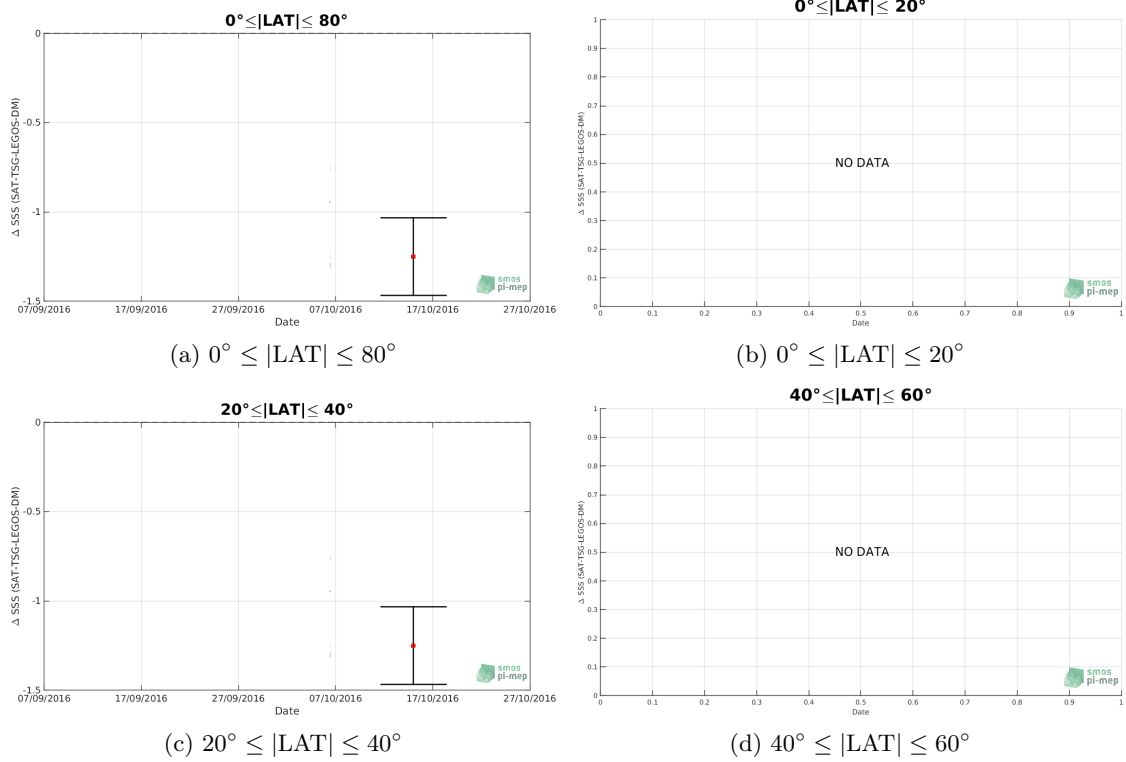 0°≤|LAT|≤ 80°
0
-0.5
-1
-1.5
Δ SSS (SAT-TSG-LEGOS-DM)
07/09/2016 17/09/2016 27/09/2016 07/10/2016 17/10/2016 27/10/2016
Date
smos
pi-mep
(a) 0° ≤ |LAT| ≤ 80°
0°≤|LAT|≤ 20°
1
0.9
0.8
0.7
0.6
0.5
0.4
0.3
0.2
0.1
0
Δ SSS (SAT-TSG-LEGOS-DM)
NO DATA
0 0.1 0.2 0.3 0.4 0.5 0.6 0.7 0.8 0.9 1
Date
smos
pi-mep
(b) 0° ≤ |LAT| ≤ 20°
20°≤|LAT|≤ 40°
0
-0.5
-1
-1.5
Δ SSS (SAT-TSG-LEGOS-DM)
07/09/2016 17/09/2016 27/09/2016 07/10/2016 17/10/2016 27/10/2016
Date
smos
pi-mep
(c) 20° ≤ |LAT| ≤ 40°
40°≤|LAT|≤ 60°
1
0.9
0.8
0.7
0.6
0.5
0.4
0.3
0.2
0.1
0
Δ SSS (SAT-TSG-LEGOS-DM)
NO DATA
0 0.1 0.2 0.3 0.4 0.5 0.6 0.7 0.8 0.9 1
Date
smos
pi-mep
(d) 40° ≤ |LAT| ≤ 60°